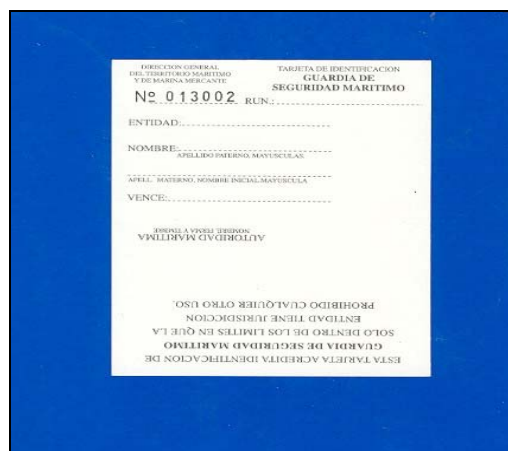 DIRECCION GENERAL
DEL TERRITORIO MARITIMO
Y DE MARINA MERCANTE
TARJETA DE IDENTIFICACION
GUARDIA DE
SEGURIDAD MARITIMO
Nº 013002 RUN.:
ENTIDAD:
NOMBRE:
APELLIDO PATERNO, MAYUSCULAS
APELL. MATERNO, NOMBRE INICIAL MAYUSCULA
VENCE:
AUTORIDAD MARITIMA
NOMBRE, FIRMA Y TIMBRE
ESTA TARJETA ACREDITA IDENTIFICACION DE
GUARDIA DE SEGURIDAD MARITIMO
SOLO DENTRO DE LOS LIMITES EN QUE LA
ENTIDAD TIENE JURISDICCION
PROHIBIDO CUALQUIER OTRO USO.